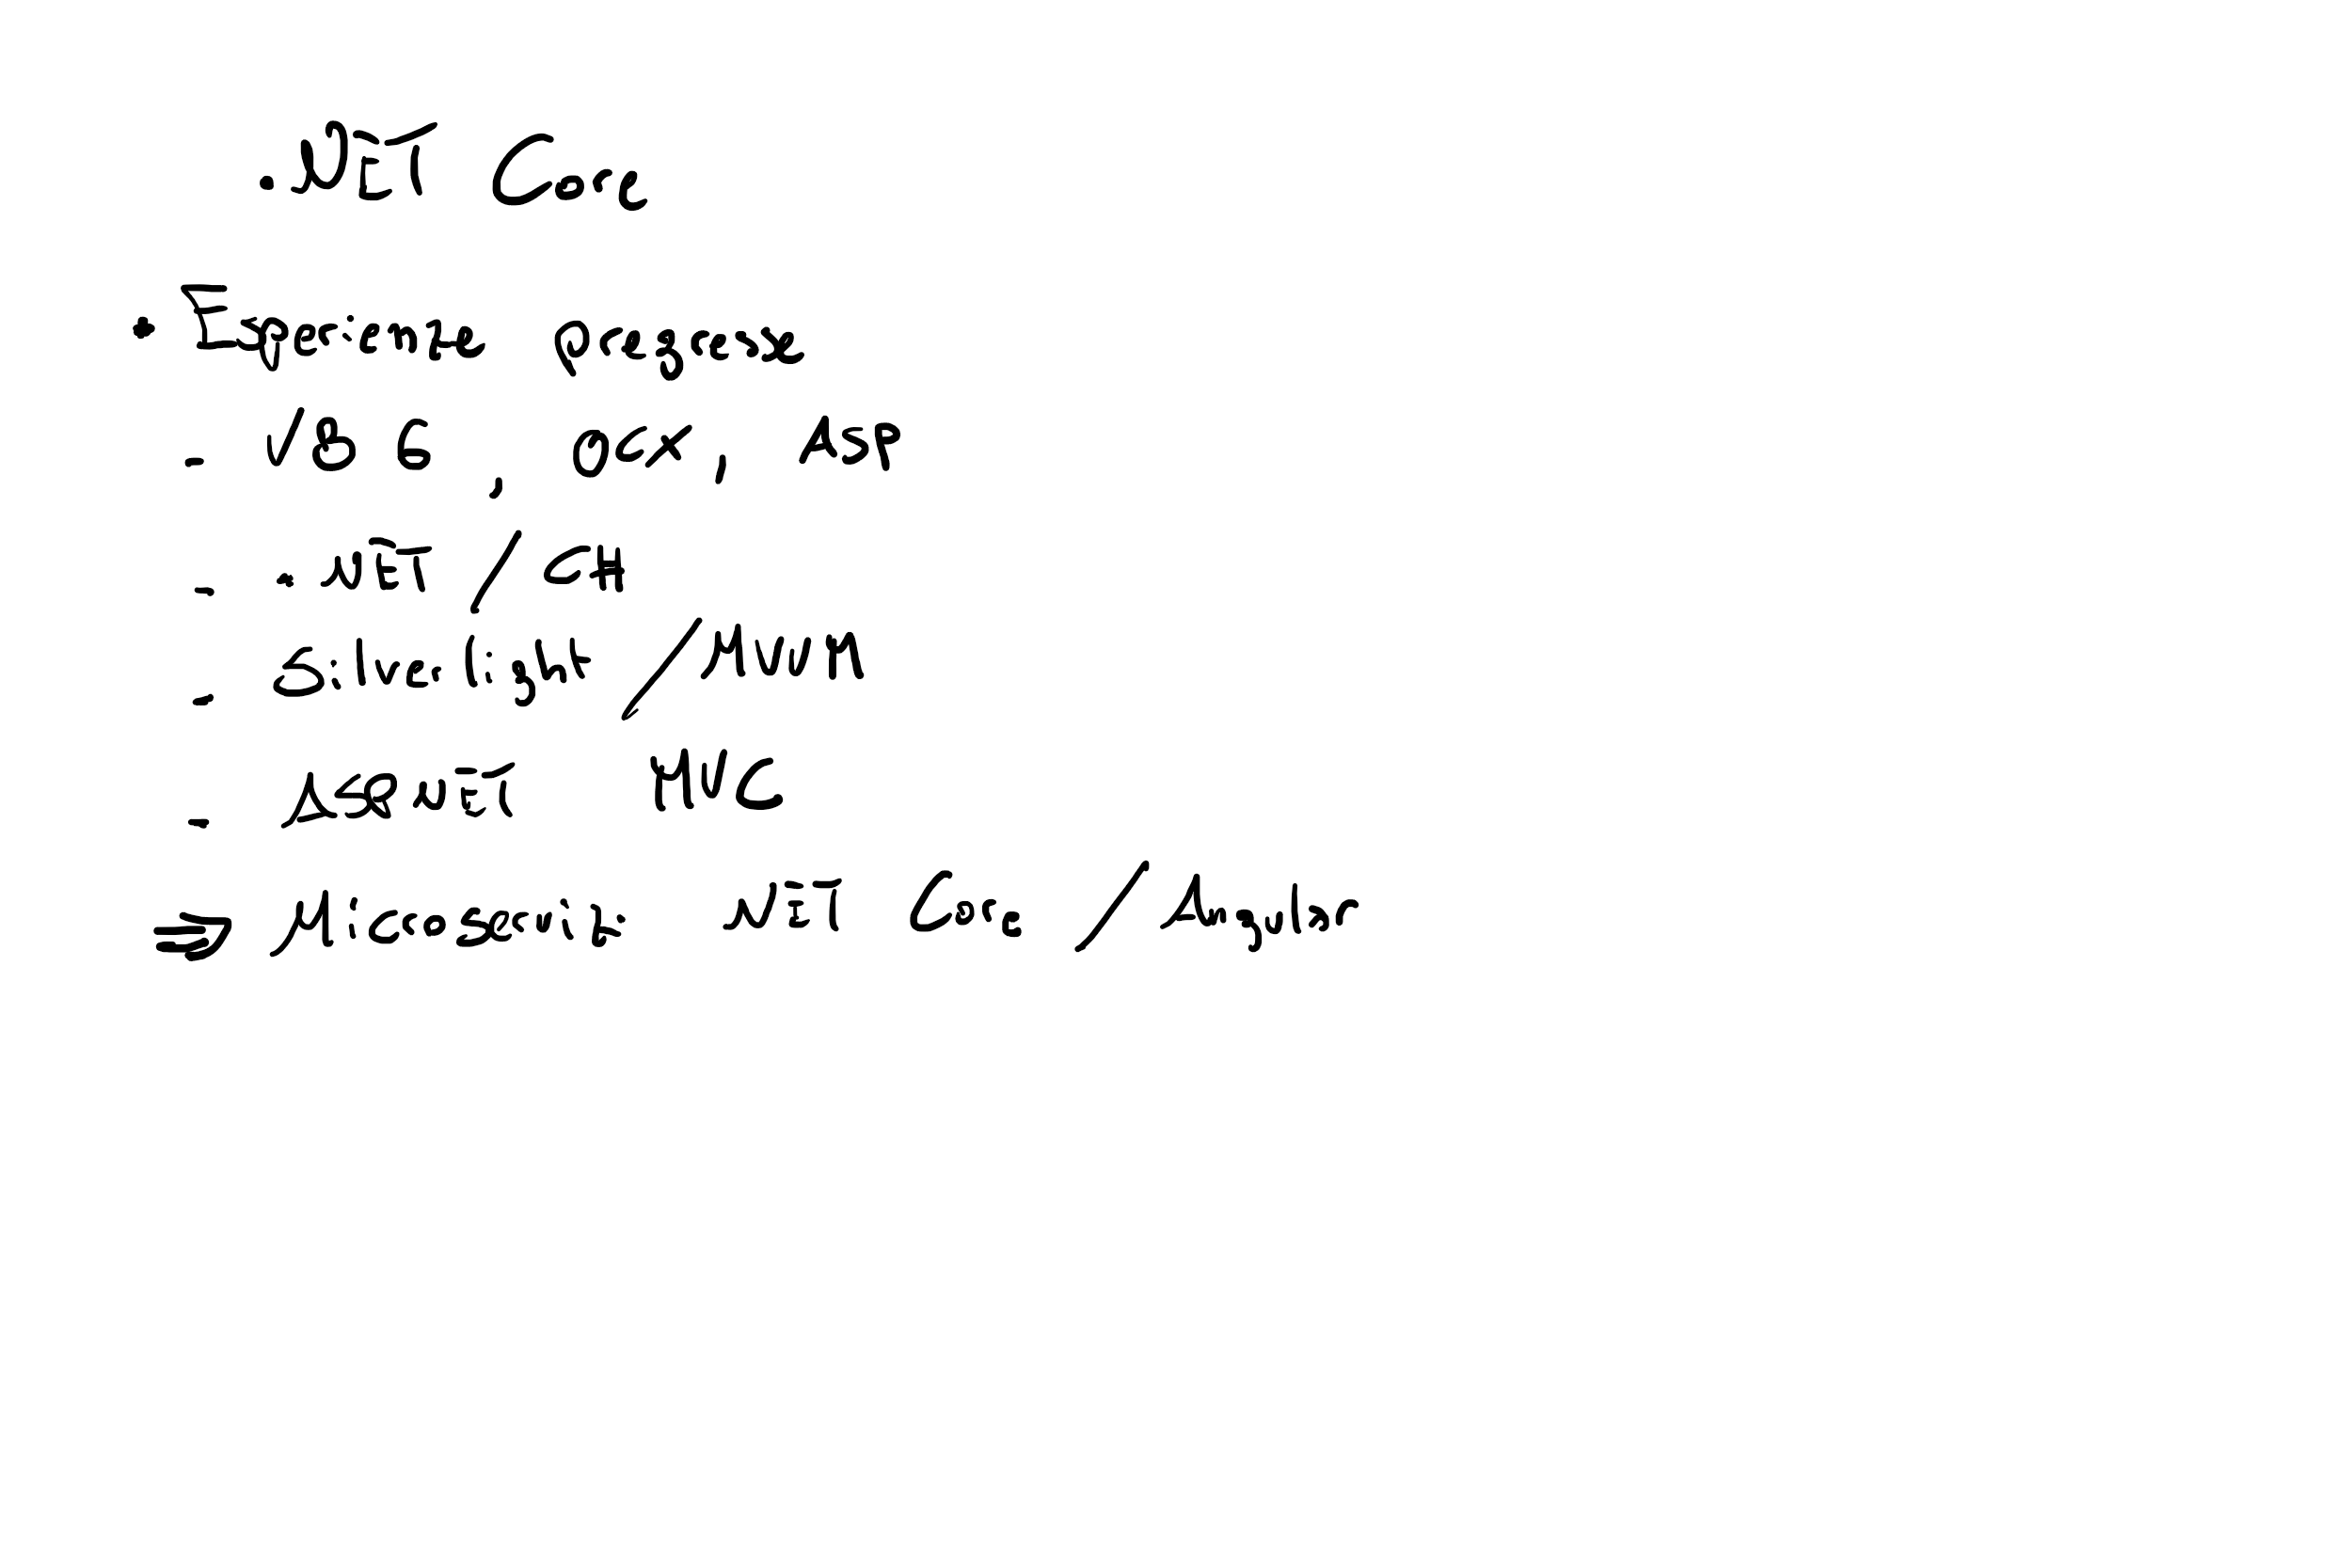 .NET Core
• Esperienze pregresse
- VB 6, OCX, ASP
- .NET / C#
- Silverlight / MVVM
- ASP NET MVC
=> Microservizi NET Core / Angular